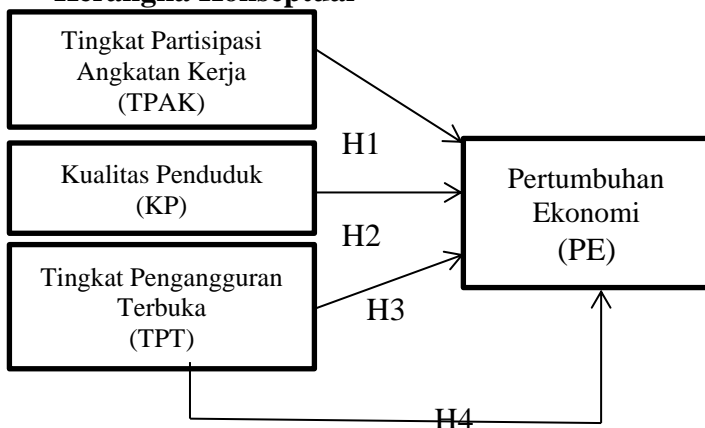 Kerangka Konseptual
Tingkat Partisipasi
Angkatan Kerja
(TPAK)
H1
Kualitas Penduduk
(KP)
H2
Tingkat Pengangguran
Terbuka
(TPT)
H3
Pertumbuhan
Ekonomi
(PE)
H4